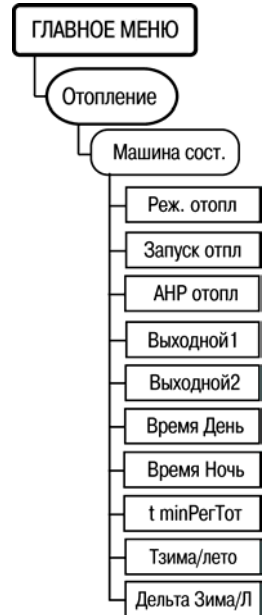 ГЛАВНОЕ МЕНЮ
Отопление
Машина сост.
Реж. отопл
Запуск отпл
АНР отопл
Выходной1
Выходной2
Время День
Время Ночь
t minРегТот
Тзима/лето
Дельта Зима/Л